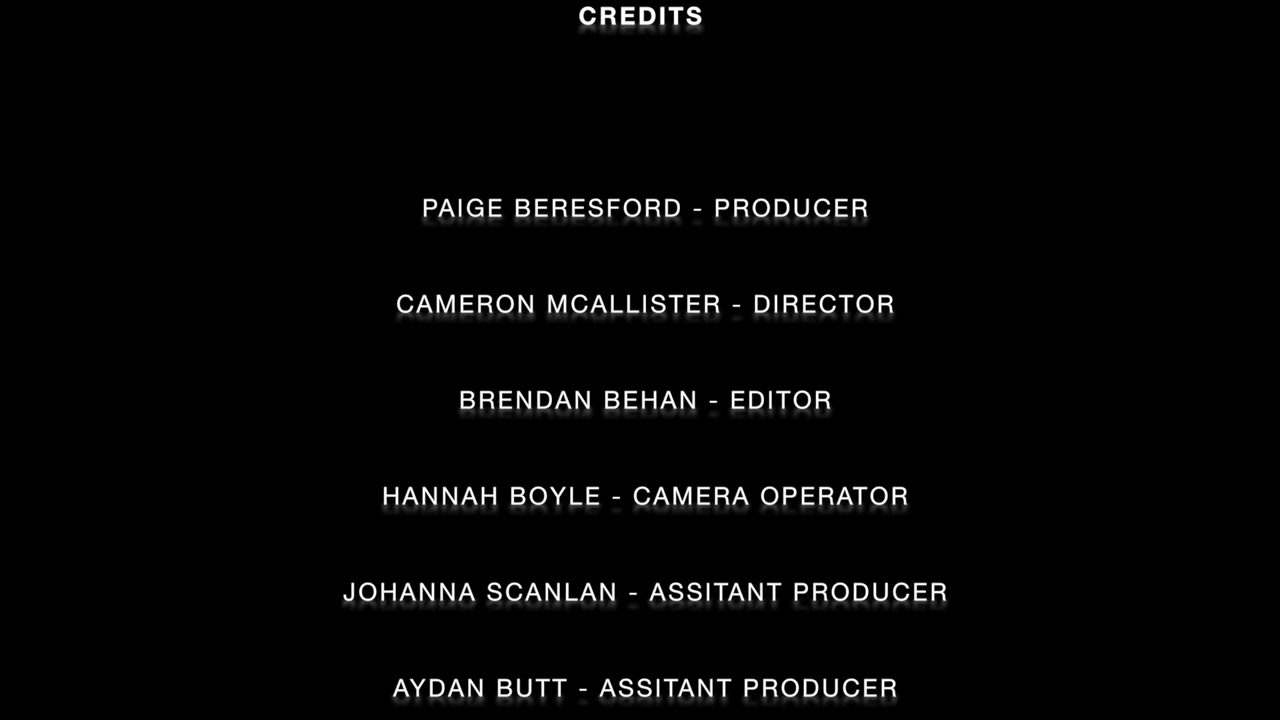 CREDITS
PAIGE BERESFORD - PRODUCER
CAMERON MCALLISTER - DIRECTOR
BRENDAN BEHAN - EDITOR
HANNAH BOYLE - CAMERA OPERATOR
JOHANNA SCANLAN - ASSITANT PRODUCER
AYDAN BUTT - ASSITANT PRODUCER